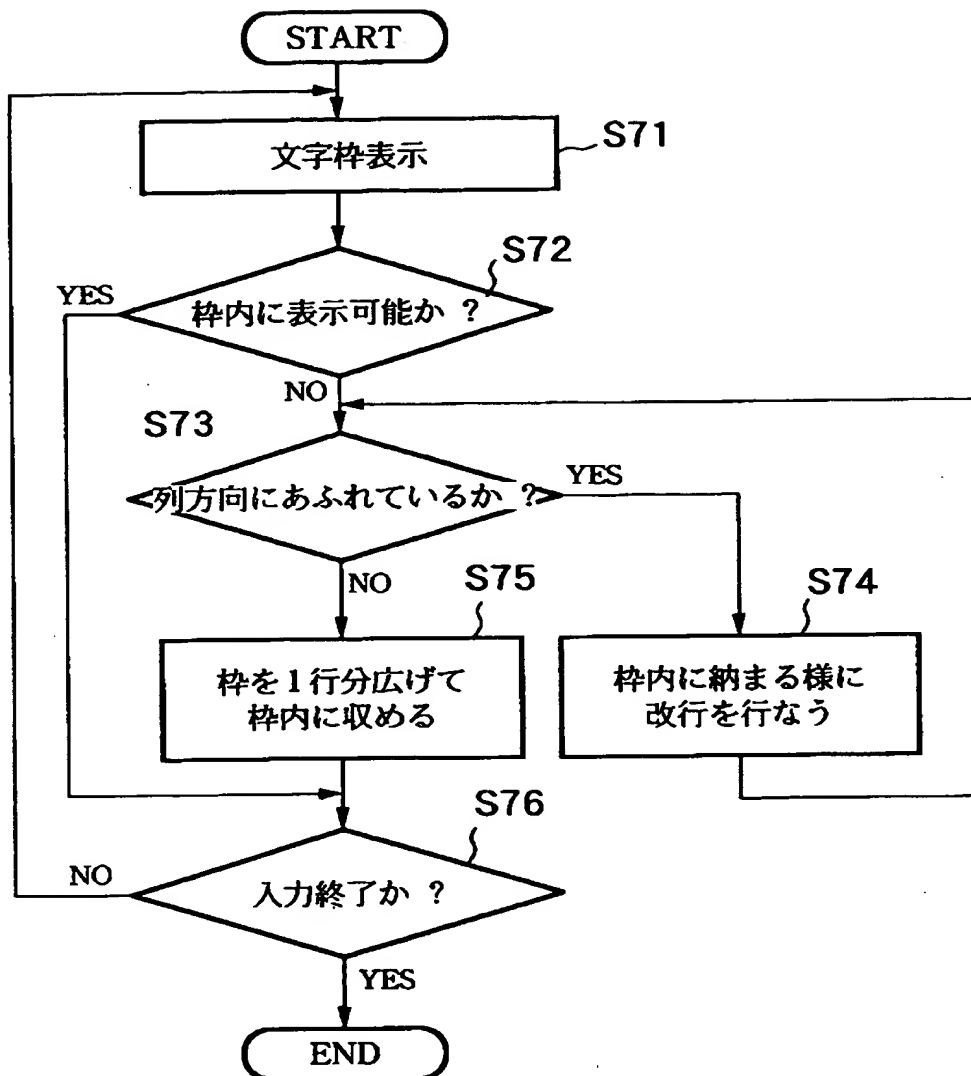 START
文字枠表示
S71
S72
YES
枠内に表示可能か ?
NO
S73
列方向にあふれているか ?
YES
NO
S75
S74
枠を1行分広げて
枠内に収める
枠内に納まる様に
改行を行なう
S76
NO
入力終了か ?
YES
END